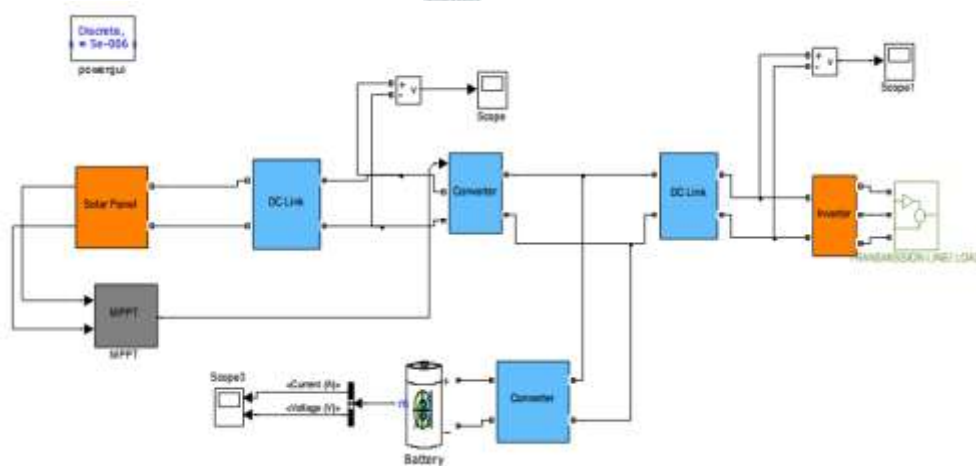 Discrete,
= 5e-006
powergui
v
Scope
v
Scope1
Solar Panel
DC Link
Converter
DC Link
Inverter
TRANSMISSION LINE/ LOAD
MPPT
MPPT
Scope3
<Current (A)>
<Voltage (V)>
m
+
-
Converter
Battery